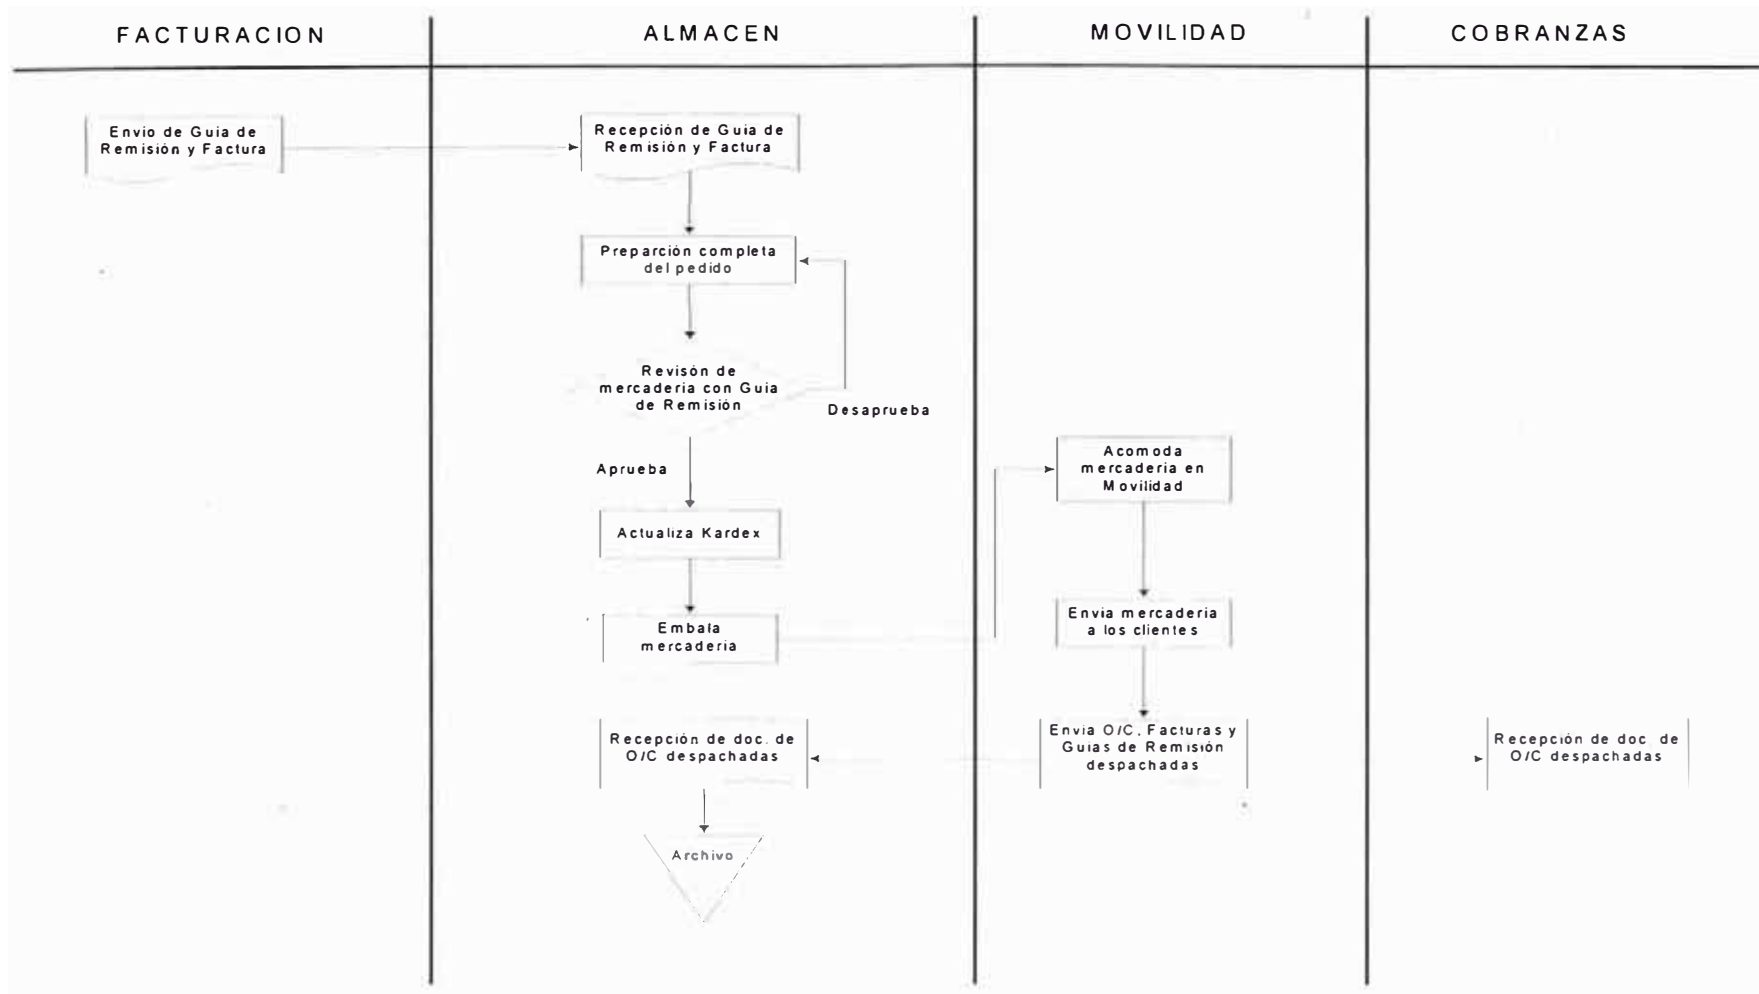 FACTURACION
ALMACEN
MOVILIDAD
COBRANZAS
Envio de Guia de
Remisión y Factura
Recepción de Guia de
Remisión y Factura
Preparción completa
del pedido
Revisón de
mercaderia con Guia
de Remisión
Desaprueba
Aprueba
Actualiza Kardex
Embala
mercaderia
Acomoda
mercaderia en
Movilidad
Envia mercaderia
a los clientes
Envia O/C, Facturas y
Guias de Remisión
despachadas
Recepción de doc. de
O/C despachadas
Recepción de doc. de
O/C despachadas
Archivo